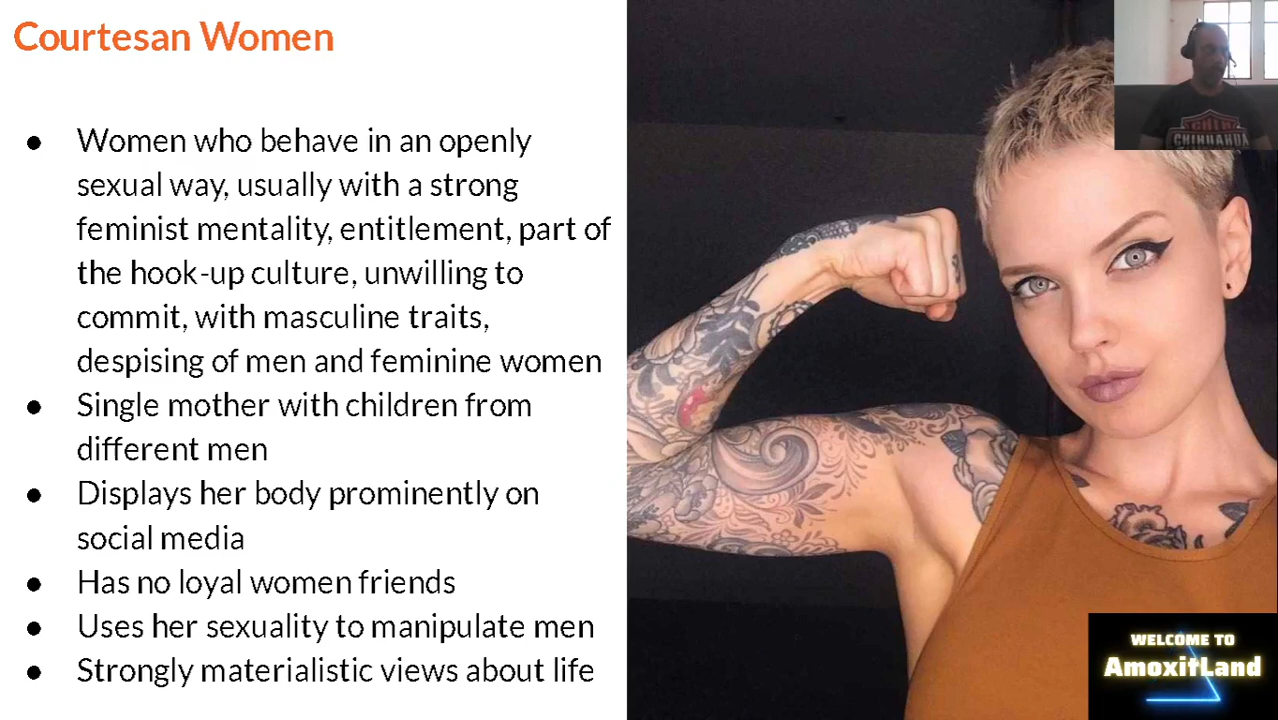 Courtesan Women
● Women who behave in an openly
sexual way, usually with a strong
feminist mentality, entitlement, part of
the hook-up culture, unwilling to
commit, with masculine traits,
despising of men and feminine women
● Single mother with children from
different men
● Displays her body prominently on
social media
● Has no loyal women friends
● Uses her sexuality to manipulate men
● Strongly materialistic views about life
CHIHUAHUA
WELCOME TO
AmoxitLand